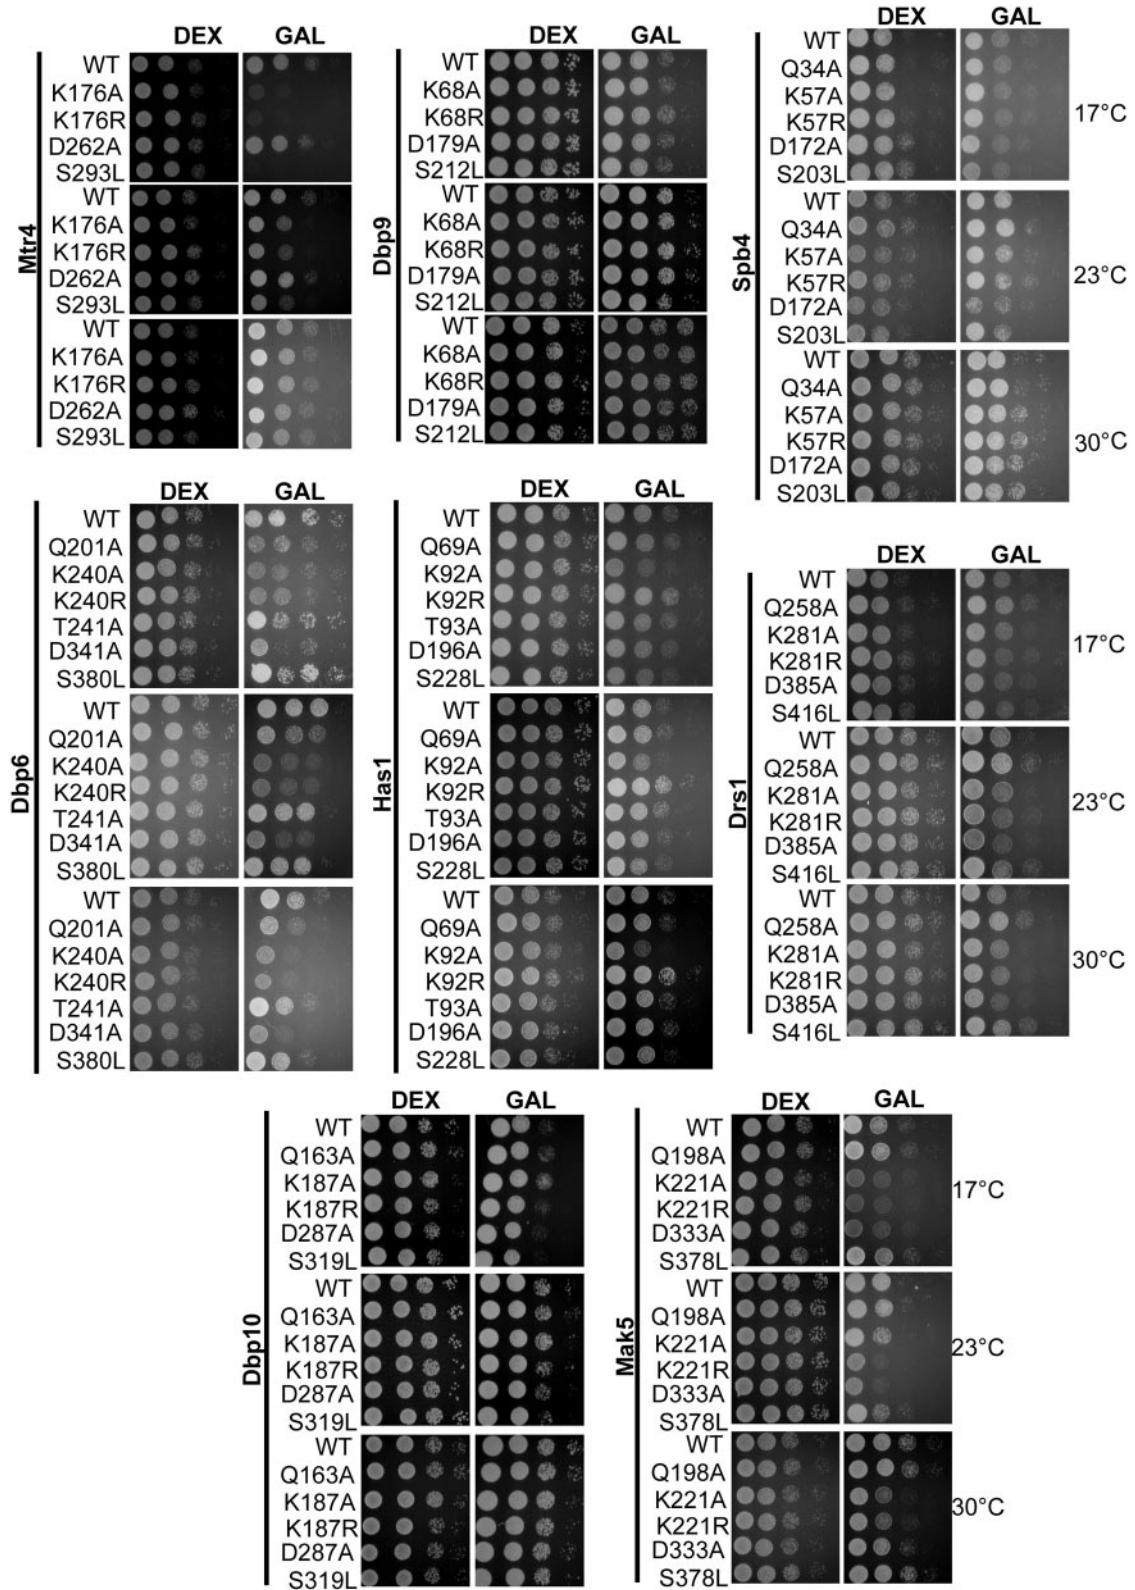 DEX GAL
Mtr4
WT
K176A
K176R
D262A
S293L
WT
K176A
K176R
D262A
S293L
WT
K176A
K176R
D262A
S293L
DEX GAL
Dbp9
WT
K68A
K68R
D179A
S212L
WT
K68A
K68R
D179A
S212L
WT
K68A
K68R
D179A
S212L
DEX GAL
Spb4
WT
Q34A
K57A
K57R
D172A
S203L
17°C
WT
Q34A
K57A
K57R
D172A
S203L
23°C
WT
Q34A
K57A
K57R
D172A
S203L
30°C
DEX GAL
Dbp6
WT
Q201A
K240A
K240R
T241A
D341A
S380L
WT
Q201A
K240A
K240R
T241A
D341A
S380L
WT
Q201A
K240A
K240R
T241A
D341A
S380L
DEX GAL
Has1
WT
Q69A
K92A
K92R
T93A
D196A
S228L
WT
Q69A
K92A
K92R
T93A
D196A
S228L
WT
Q69A
K92A
K92R
T93A
D196A
S228L
DEX GAL
Drs1
WT
Q258A
K281A
K281R
D385A
S416L
17°C
WT
Q258A
K281A
K281R
D385A
S416L
23°C
WT
Q258A
K281A
K281R
D385A
S416L
30°C
DEX GAL
Dbp10
WT
Q163A
K187A
K187R
D287A
S319L
WT
Q163A
K187A
K187R
D287A
S319L
WT
Q163A
K187A
K187R
D287A
S319L
DEX GAL
Mak5
WT
Q198A
K221A
K221R
D333A
S378L
17°C
WT
Q198A
K221A
K221R
D333A
S378L
23°C
WT
Q198A
K221A
K221R
D333A
S378L
30°C